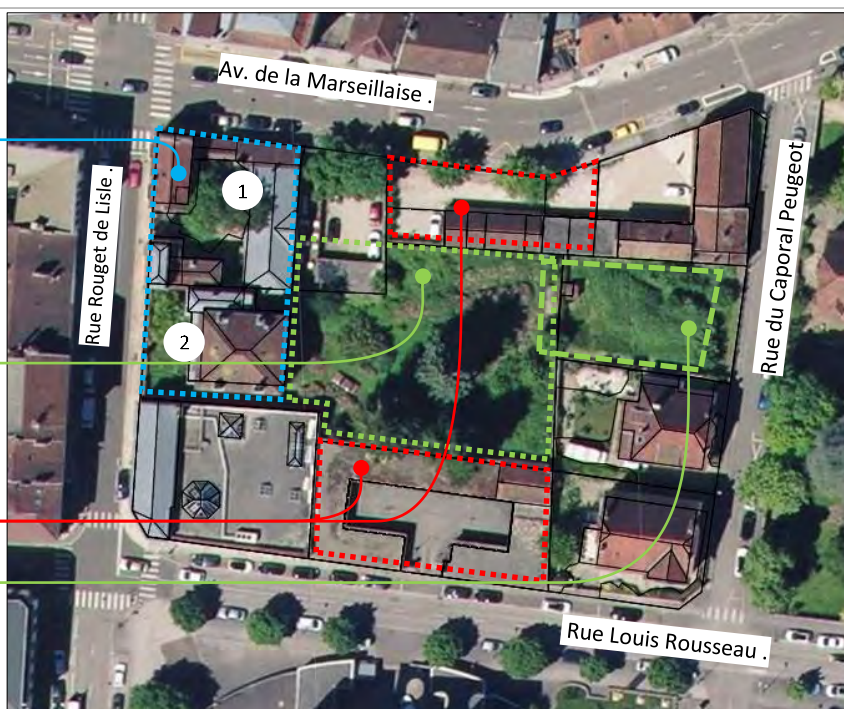 Av. de la Marseillaise .
1
Rue Rouget de Lisle .
2
Rue du Caporal Peugeot
Rue Louis Rousseau .